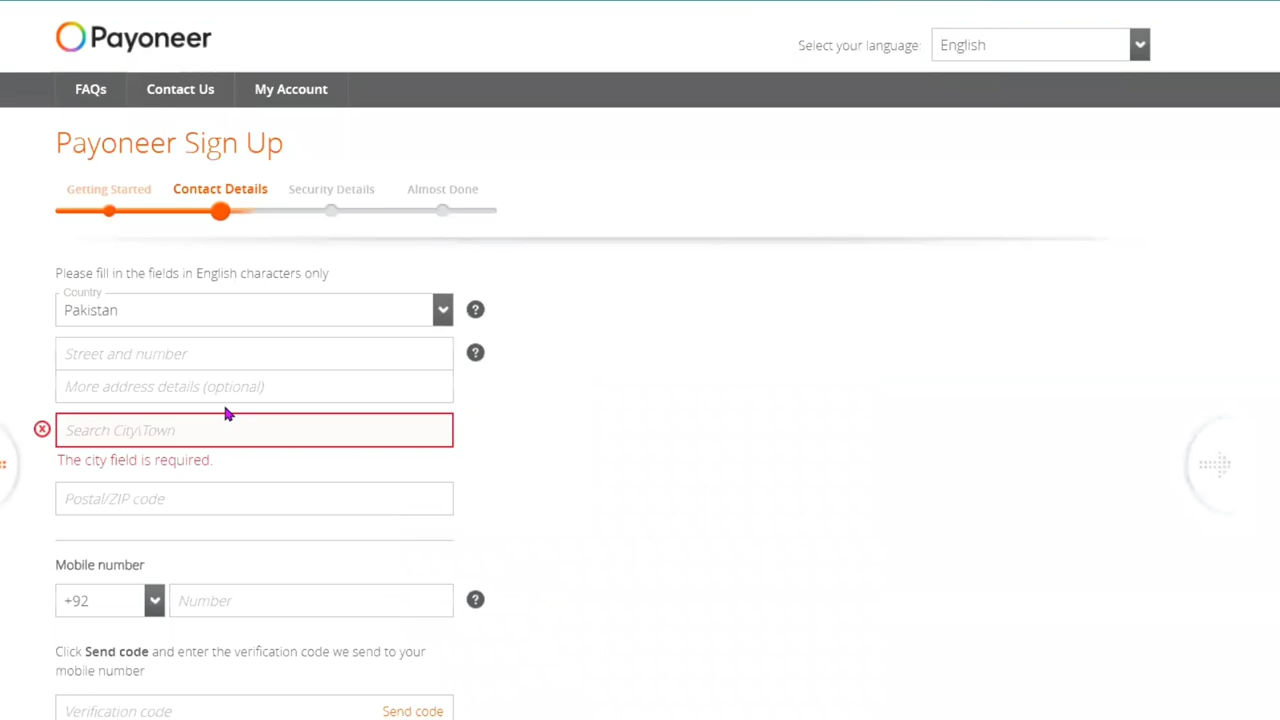 Payoneer
Select your language: English
FAQs Contact Us My Account
Payoneer Sign Up
Getting Started Contact Details Security Details Almost Done
Please fill in the fields in English characters only
Country
Pakistan
?
Street and number
?
More address details (optional)
Search City\Town
The city field is required.
Postal/ZIP code
Mobile number
+92 Number
?
Click Send code and enter the verification code we send to your
mobile number
Verification code Send code